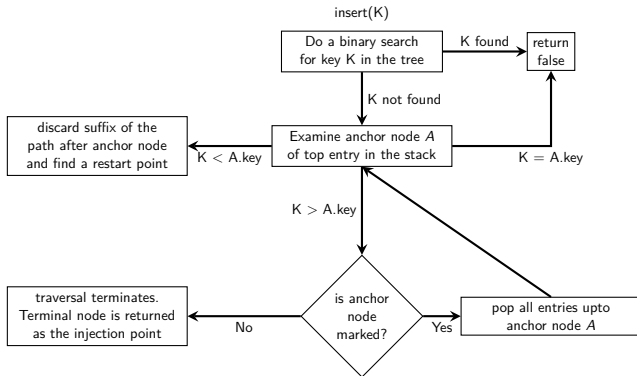 insert(K)
Do a binary search
for key K in the tree
K found
return
false
K not found
discard suffix of the
path after anchor node
and find a restart point
K < A.key
Examine anchor node A
of top entry in the stack
K = A.key
K > A.key
traversal terminates.
Terminal node is returned
as the injection point
No
is anchor
node
marked?
Yes
pop all entries upto
anchor node A